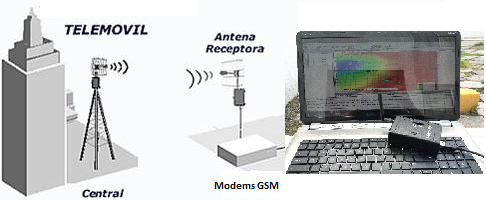 TELEMOVIL
Antena
Receptora
Central
Modems GSM